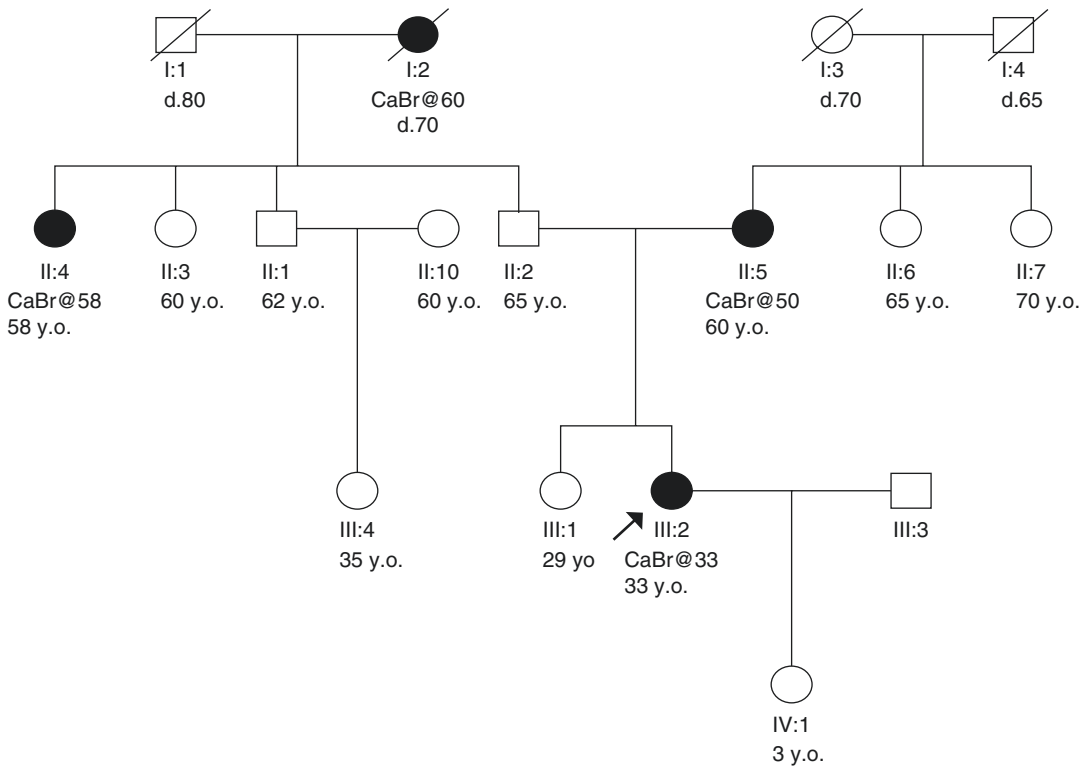 I:1
d.80
I:2
CaBr@60
d.70
I:3
d.70
I:4
d.65
II:4
CaBr@58
58 y.o.
II:3
60 y.o.
II:1
62 y.o.
II:10
60 y.o.
II:2
65 y.o.
II:5
CaBr@50
60 y.o.
II:6
65 y.o.
II:7
70 y.o.
III:4
35 y.o.
III:1
29 yo
III:2
CaBr@33
33 y.o.
III:3
IV:1
3 y.o.